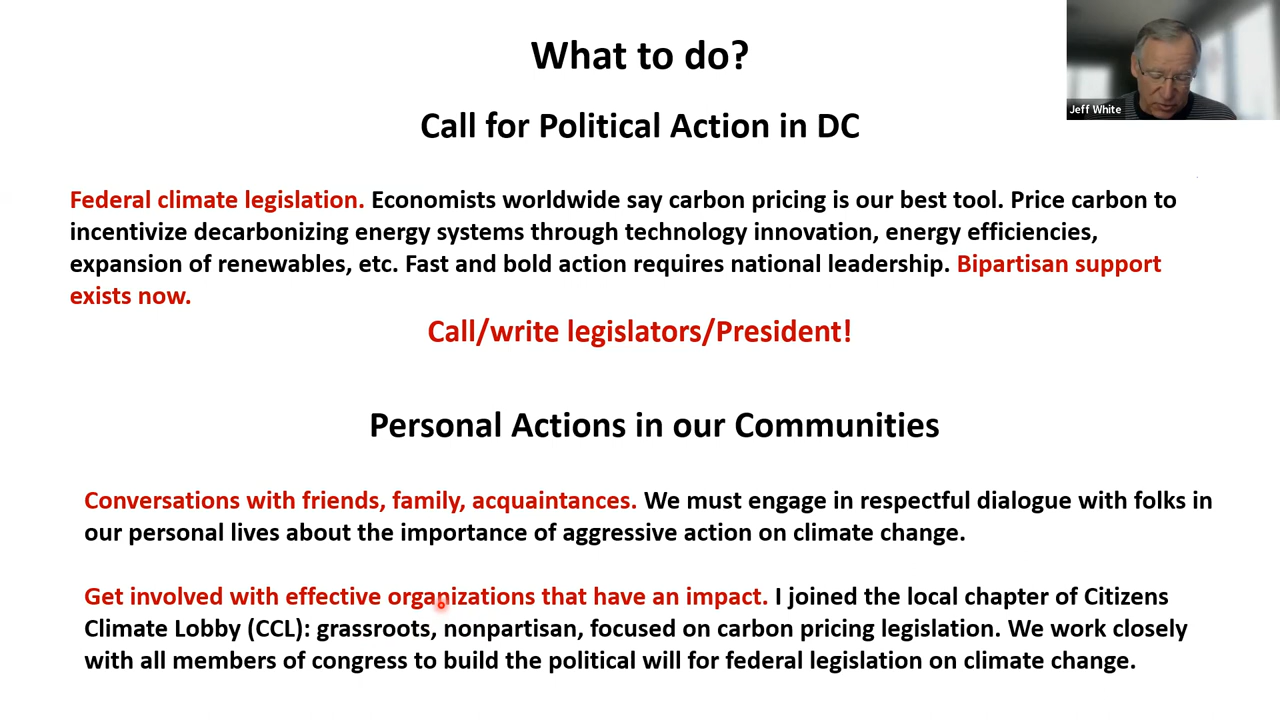 What to do?
Jeff White
Call for Political Action in DC
Federal climate legislation. Economists worldwide say carbon pricing is our best tool. Price carbon to
incentivize decarbonizing energy systems through technology innovation, energy efficiencies,
expansion of renewables, etc. Fast and bold action requires national leadership. Bipartisan support
exists now.
Call/write legislators/President!
Personal Actions in our Communities
Conversations with friends, family, acquaintances. We must engage in respectful dialogue with folks in
our personal lives about the importance of aggressive action on climate change.
Get involved with effective organizations that have an impact. I joined the local chapter of Citizens
Climate Lobby (CCL): grassroots, nonpartisan, focused on carbon pricing legislation. We work closely
with all members of congress to build the political will for federal legislation on climate change.